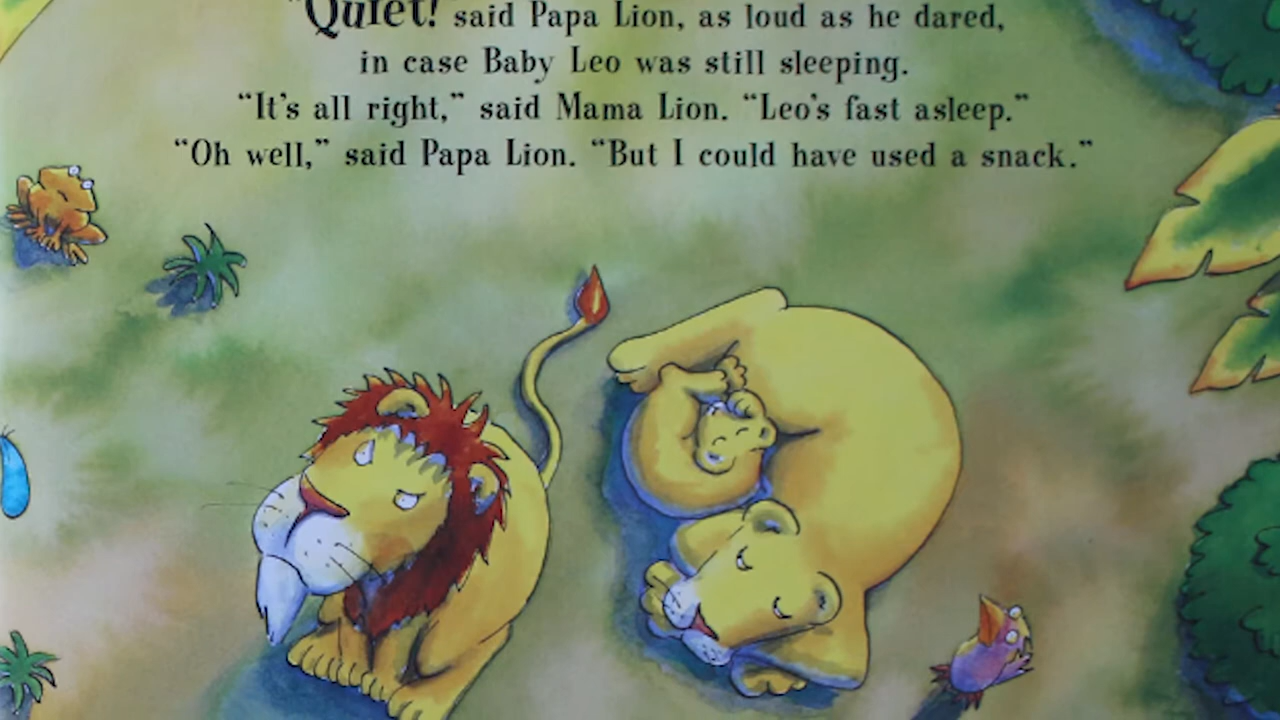 "Quiet!" said Papa Lion, as loud as he dared,
in case Baby Leo was still sleeping.
"It's all right," said Mama Lion. "Leo's fast asleep."
"Oh well," said Papa Lion. "But I could have used a snack."